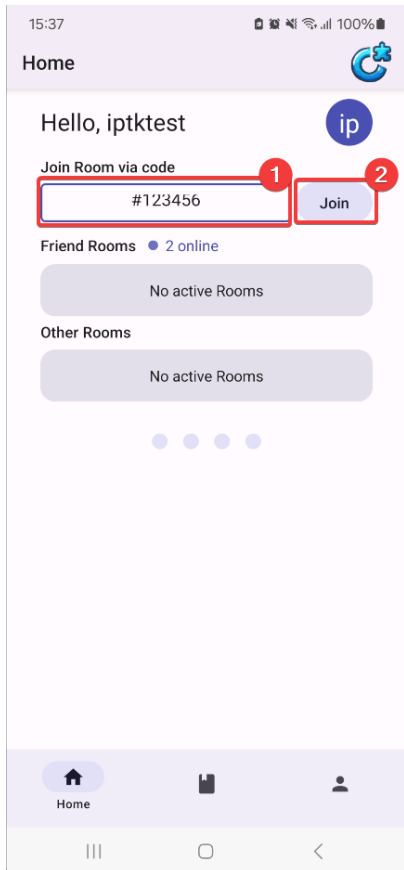 15:37 100%
Home
Hello, iptktest
ip
Join Room via code
1
2
#123456
Join
Friend Rooms 2 online
No active Rooms
Other Rooms
No active Rooms
Home